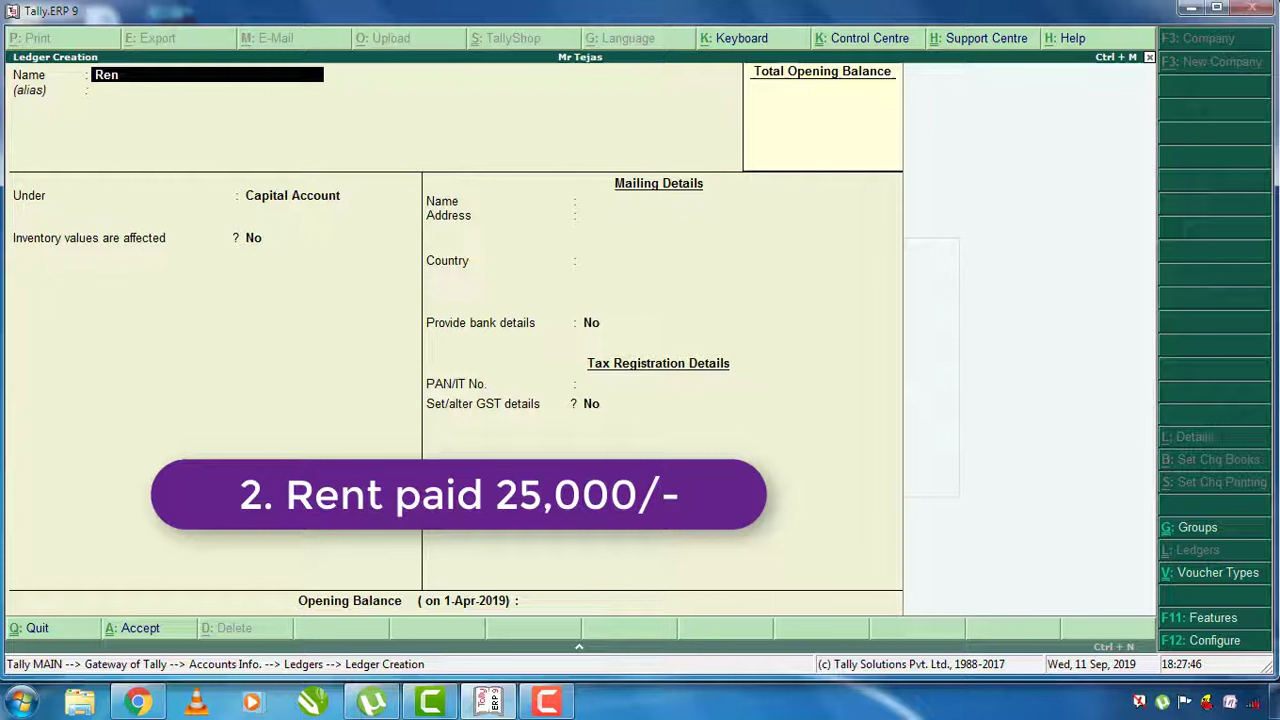 Tally.ERP 9
P: Print E: Export M: E-Mail O: Upload S: TallyShop G: Language K: Keyboard K: Control Centre H: Support Centre H: Help
F3: Company
F3: New Company
Ledger Creation Mr Tejas Ctrl + M
Name : Ren
(alias) :
Total Opening Balance
Under : Capital Account
Inventory values are affected ? No
Mailing Details
Name :
Address :
Country :
Provide bank details : No
Tax Registration Details
PAN/IT No. :
Set/alter GST details ? No
2. Rent paid 25,000/-
Opening Balance ( on 1-Apr-2019) :
L: Detail
B: Set Chq Books
S: Set Chq Printing
G: Groups
L: Ledgers
V: Voucher Types
F11: Features
F12: Configure
Q: Quit A: Accept D: Delete
Ctrl + N
Tally MAIN --> Gateway of Tally --> Accounts Info. --> Ledgers --> Ledger Creation (c) Tally Solutions Pvt. Ltd., 1988-2017 Wed, 11 Sep, 2019 18:27:46